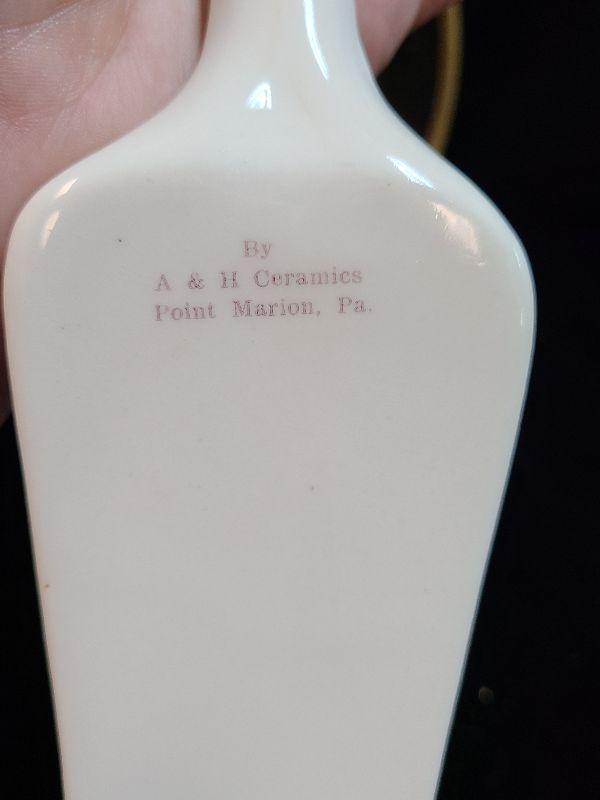 By
A & H Ceramics
Point Marion, Pa.